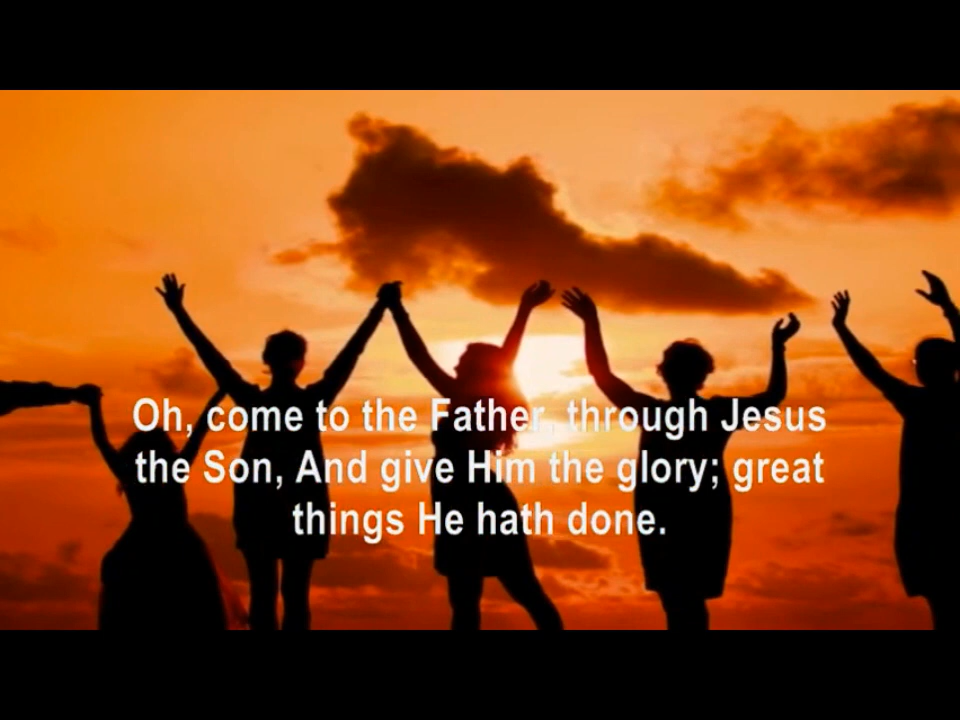 Oh, come to the Father, through Jesus
the Son, And give Him the glory; great
things He hath done.